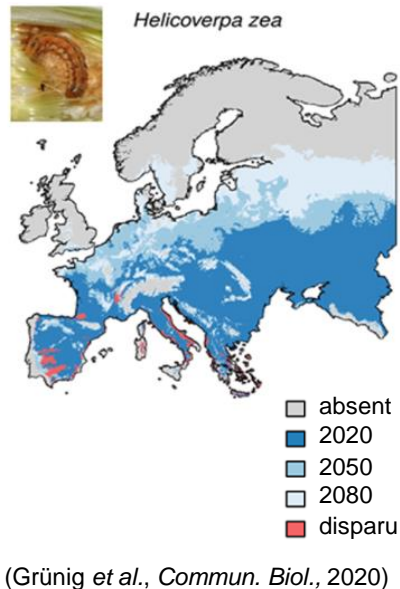 Helicoverpa zea
absent
2020
2050
2080
disparu
(Grünig et al., Commun. Biol., 2020)